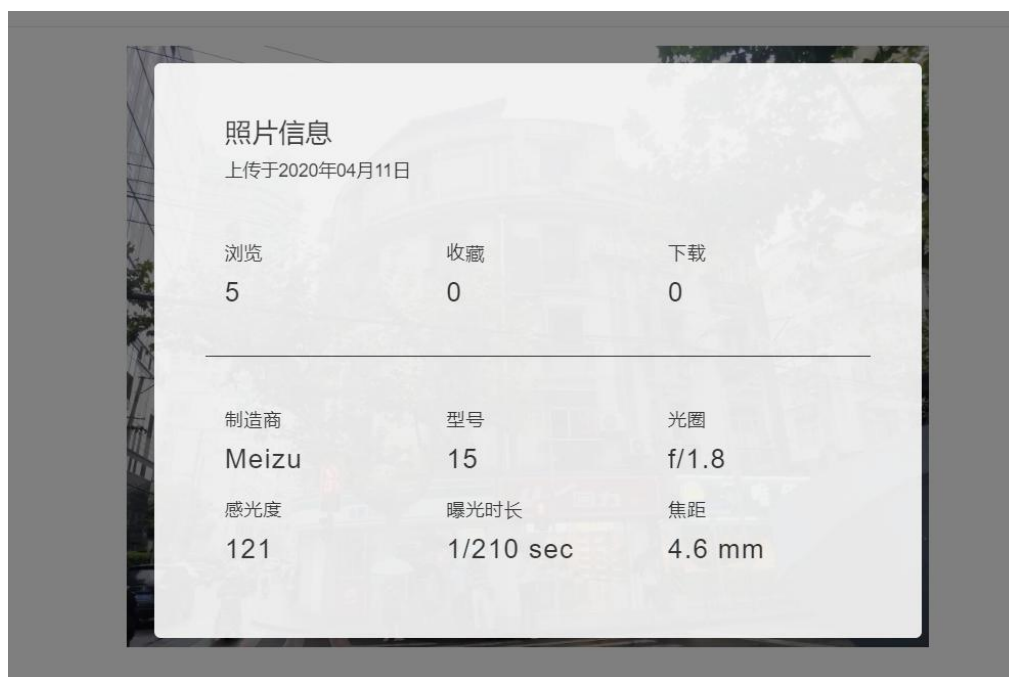 照片信息
上传于2020年04月11日
浏览 收藏 下载
5 0 0
制造商 型号 光圈
Meizu 15 f/1.8
感光度 曝光时长 焦距
121 1/210 sec 4.6 mm